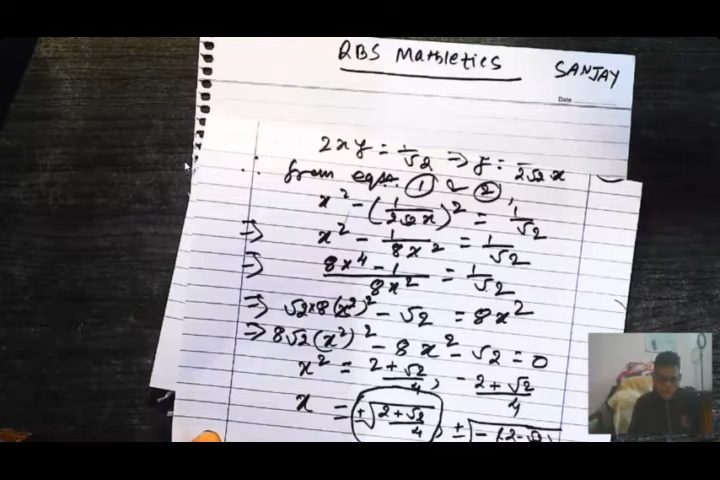 QBS Mathletics SANJAY
Date
2xy = 1/√2 ⇒ y = 1/2√2x
∴ from eqn. ① & ②,
x² - (1/2√2x)² = 1/√2
⇒ x² - 1/8x² = 1/√2
⇒ 8x⁴ - 1/8x² = 1/√2
⇒ √2×8(x²)² - √2 = 8x²
⇒ 8√2(x²)² - 8x² - √2 = 0
x² = 2+√2/4, - 2+√2/4
x = ±√2+√2/4, ±√-(2-√2)